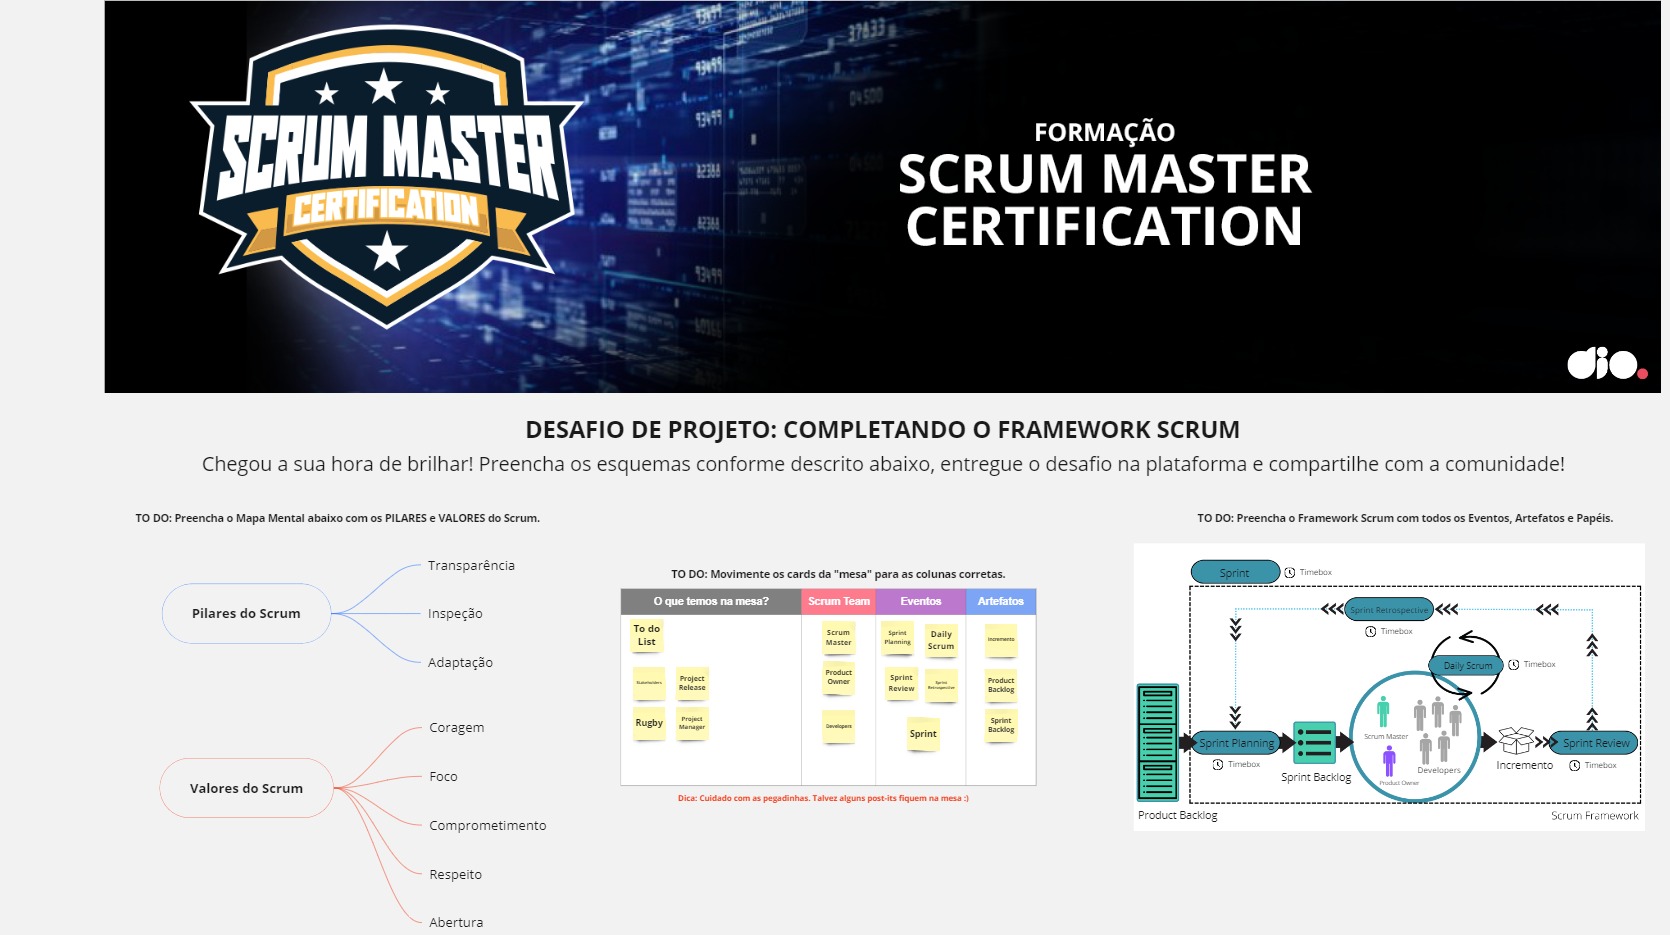 SCRUM MASTER
CERTIFICATION
93499
37833
93499
04500
93499
82388
62388
93499
FORMAÇÃO
SCRUM MASTER
CERTIFICATION
dio.
DESAFIO DE PROJETO: COMPLETANDO O FRAMEWORK SCRUM
Chegou a sua hora de brilhar! Preencha os esquemas conforme descrito abaixo, entregue o desafio na plataforma e compartilhe com a comunidade!
TO DO: Preencha o Mapa Mental abaixo com os PILARES e VALORES do Scrum.
Pilares do Scrum
Transparência
Inspeção
Adaptação
Valores do Scrum
Coragem
Foco
Comprometimento
Respeito
Abertura
TO DO: Movimente os cards da "mesa" para as colunas corretas.
O que temos na mesa?
Scrum Team
Eventos
Artefatos
To do
List
Stakeholders
Project
Release
Rugby
Project
Manager
Scrum
Master
Product
Owner
Developers
Sprint
Planning
Daily
Scrum
Sprint
Review
Sprint
Retrospective
Sprint
Incremento
Product
Backlog
Sprint
Backlog
Dica: Cuidado com as pegadinhas. Talvez alguns post-its fiquem na mesa :)
TO DO: Preencha o Framework Scrum com todos os Eventos, Artefatos e Papéis.
Sprint
Timebox
Sprint Retrospective
Timebox
Daily Scrum
Timebox
Scrum Master
Developers
Product Owner
Sprint Planning
Timebox
Sprint Backlog
Incremento
Sprint Review
Timebox
Product Backlog
Scrum Framework